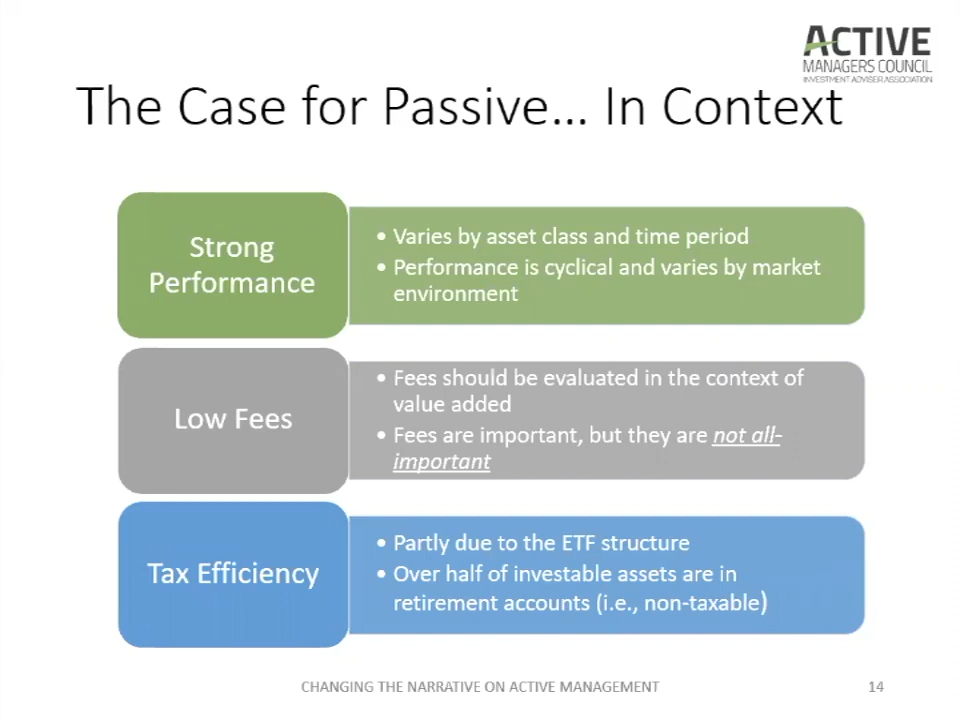 ACTIVE
MANAGERS COUNCIL
INVESTMENT ADVISER ASSOCIATION
The Case for Passive... In Context
Strong
Performance
• Varies by asset class and time period
• Performance is cyclical and varies by market
environment
Low Fees
• Fees should be evaluated in the context of
value added
• Fees are important, but they are not all-
important
Tax Efficiency
• Partly due to the ETF structure
• Over half of investable assets are in
retirement accounts (i.e., non-taxable)
CHANGING THE NARRATIVE ON ACTIVE MANAGEMENT
14